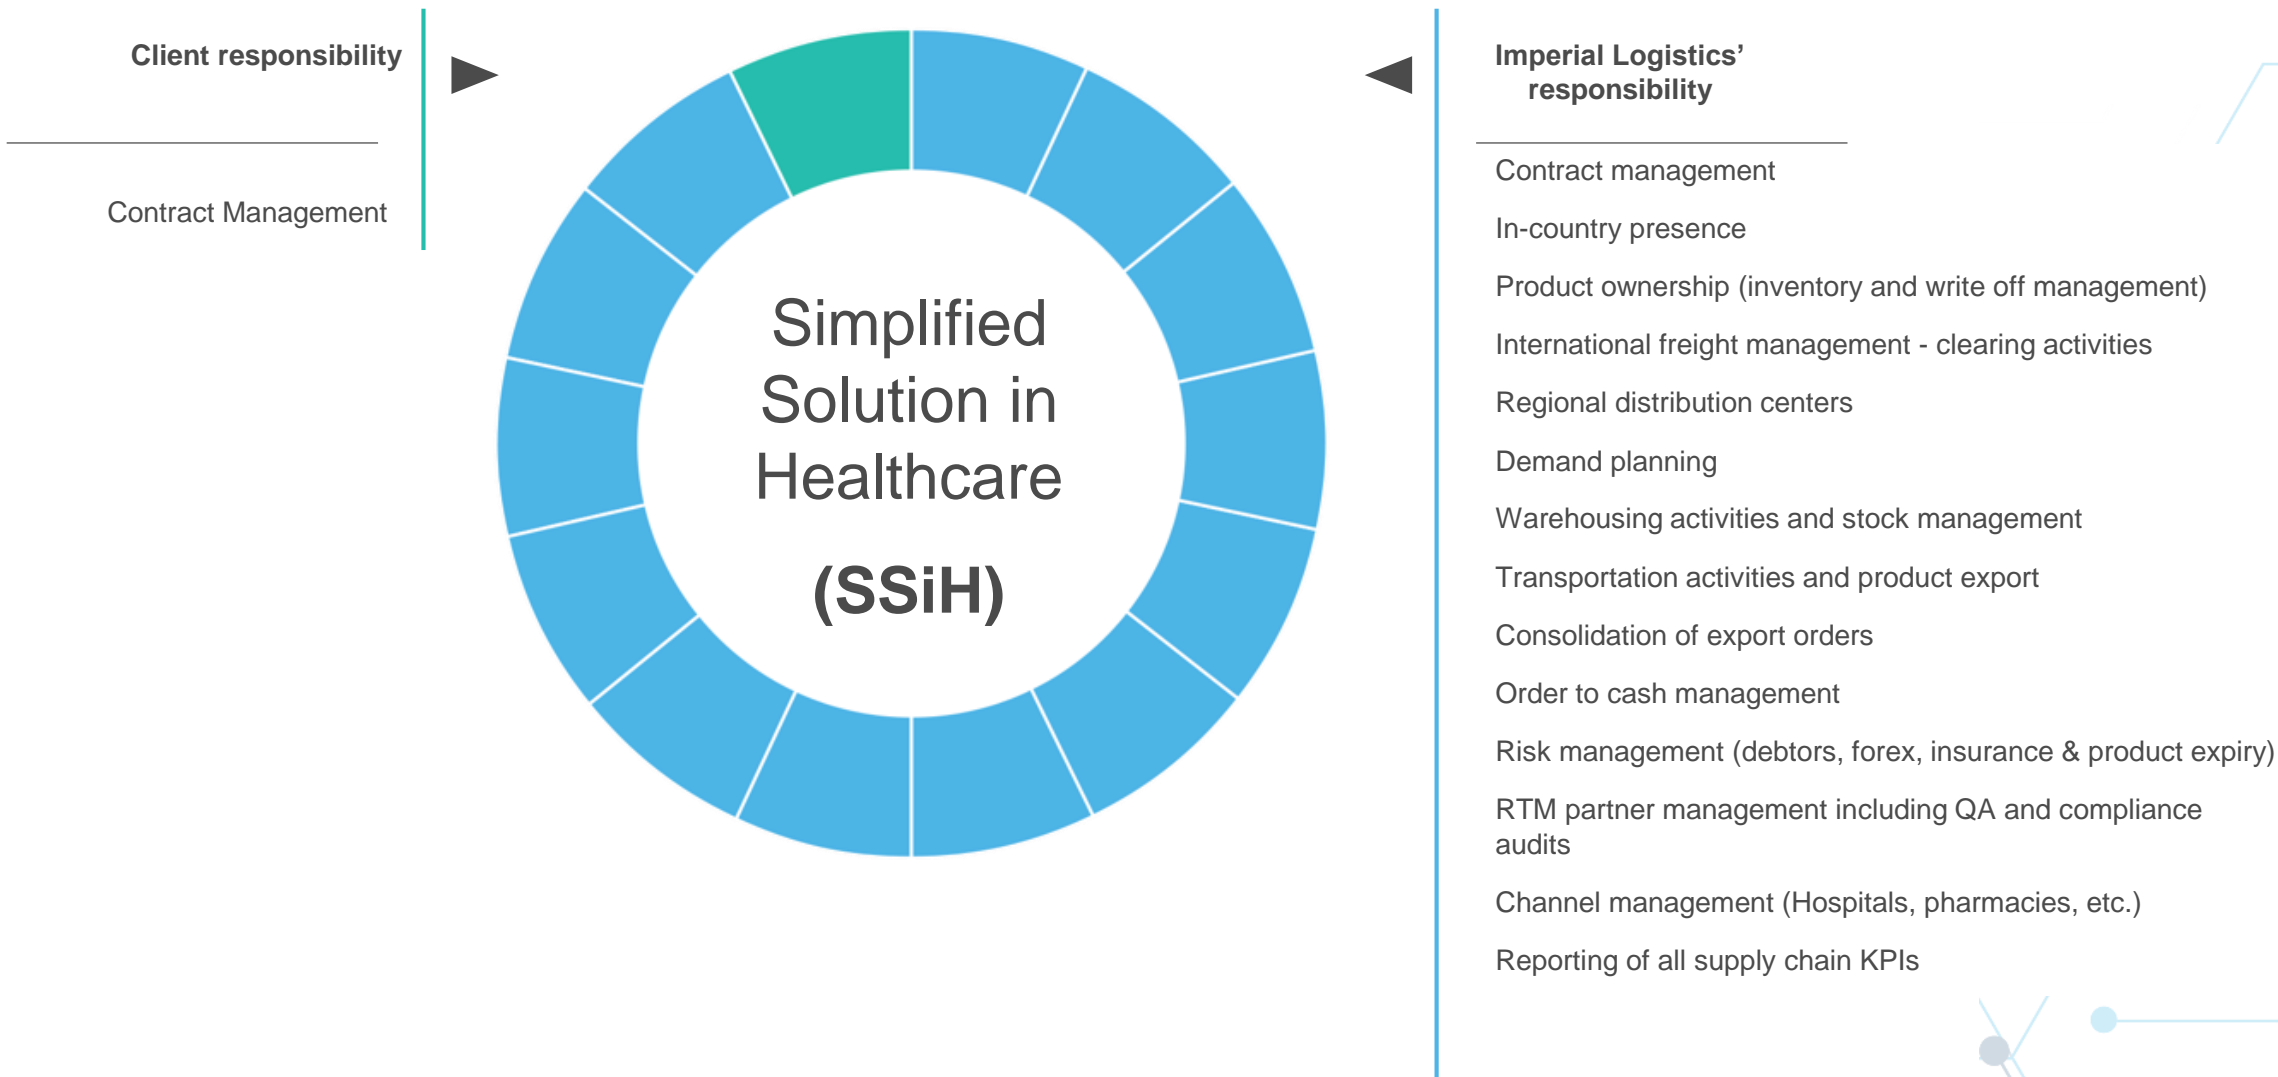 Client responsibility
Contract Management
Simplified
Solution in
Healthcare
(SSiH)
Imperial Logistics’
responsibility
Contract management
In-country presence
Product ownership (inventory and write off management)
International freight management - clearing activities
Regional distribution centers
Demand planning
Warehousing activities and stock management
Transportation activities and product export
Consolidation of export orders
Order to cash management
Risk management (debtors, forex, insurance & product expiry)
RTM partner management including QA and compliance
audits
Channel management (Hospitals, pharmacies, etc.)
Reporting of all supply chain KPIs